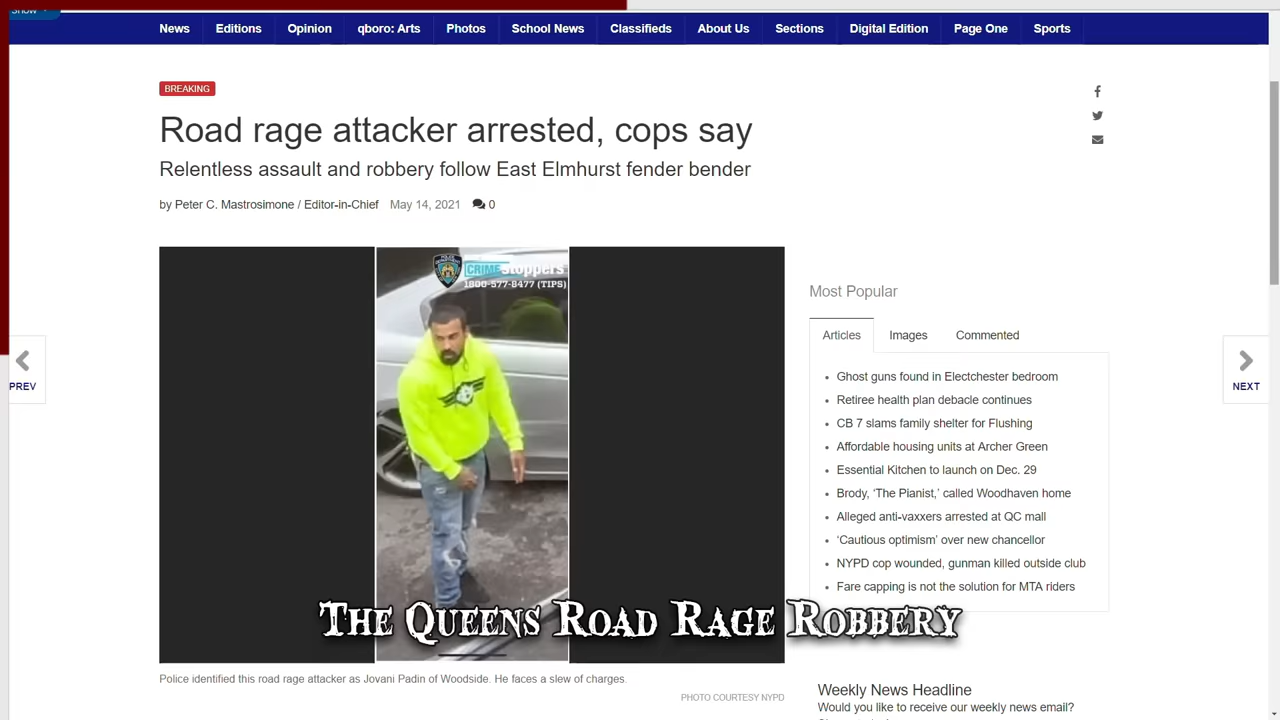 Show
News Editions Opinion qboro: Arts Photos School News Classifieds About Us Sections Digital Edition Page One Sports
BREAKING
Road rage attacker arrested, cops say
Relentless assault and robbery follow East Elmhurst fender bender
by Peter C. Mastrosimone / Editor-in-Chief May 14, 2021 0
CRIMEstoppers
1800-577-8477 (TIPS)
PREV
NEXT
Most Popular
Articles Images Commented
Ghost guns found in Electchester bedroom
Retiree health plan debacle continues
CB 7 slams family shelter for Flushing
Affordable housing units at Archer Green
Essential Kitchen to launch on Dec. 29
Brody, ‘The Pianist,’ called Woodhaven home
Alleged anti-vaxxers arrested at QC mall
‘Cautious optimism’ over new chancellor
NYPD cop wounded, gunman killed outside club
Fare capping is not the solution for MTA riders
The Queens Road Rage Robbery
Police identified this road rage attacker as Jovani Padin of Woodside. He faces a slew of charges.
PHOTO COURTESY NYPD
Weekly News Headline
Would you like to receive our weekly news email?